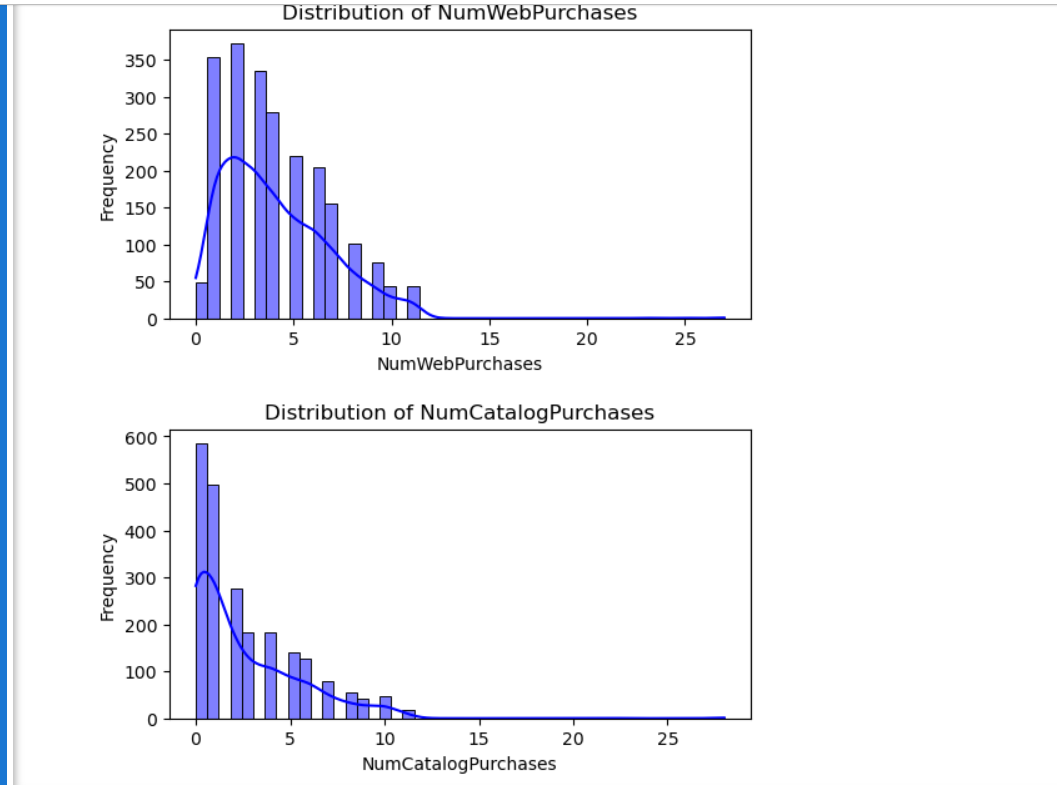 Distribution of NumWebPurchases
350
300
250
200
150
100
50
0
Frequency
0 5 10 15 20 25
NumWebPurchases
Distribution of NumCatalogPurchases
600
500
400
300
200
100
0
Frequency
0 5 10 15 20 25
NumCatalogPurchases